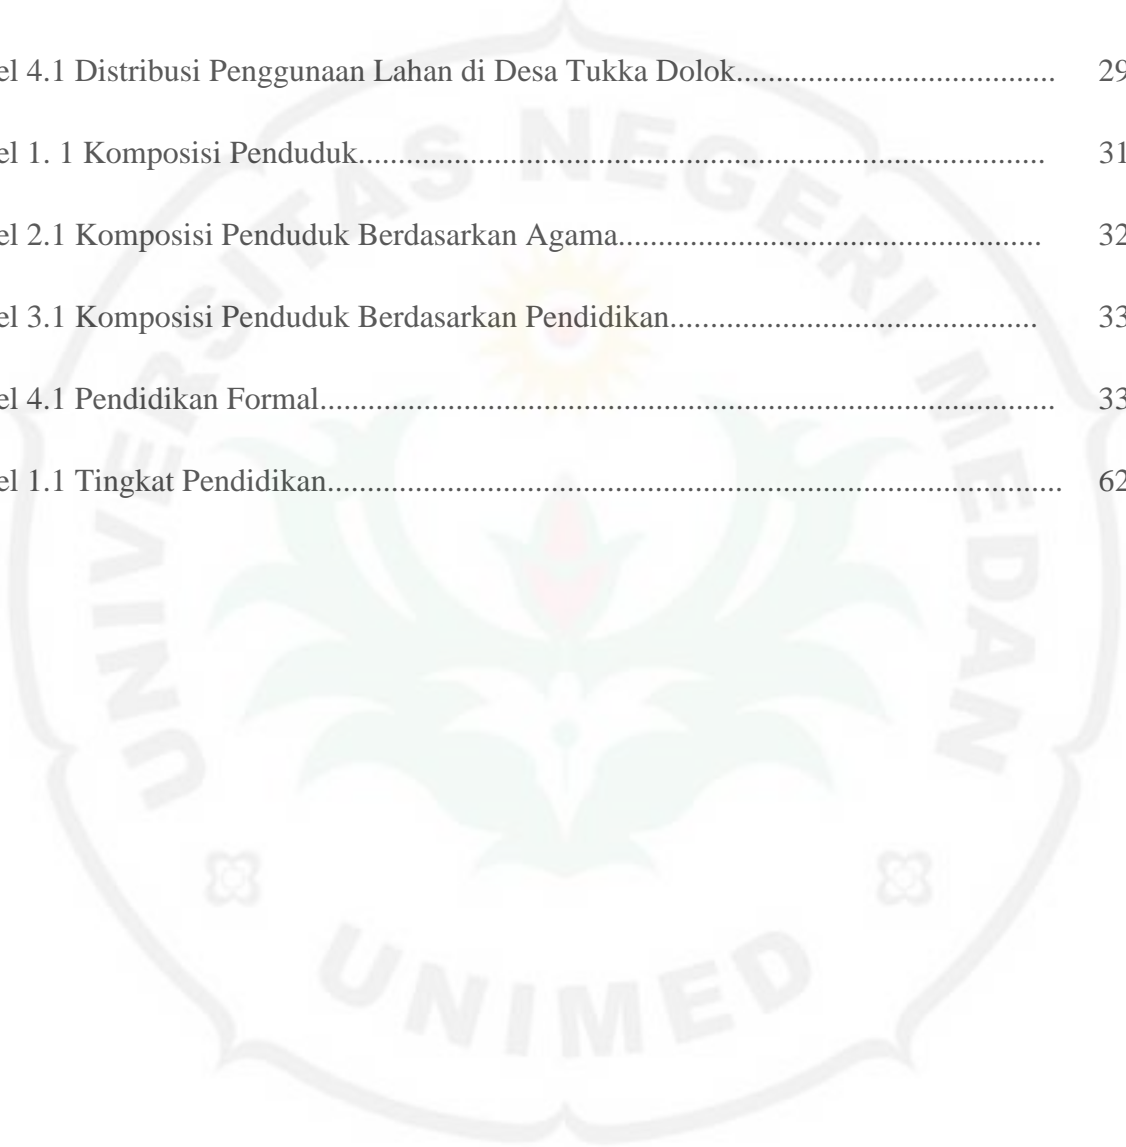 el 4.1 Distribusi Penggunaan Lahan di Desa Tukka Dolok........................................ 29
el 1. 1 Komposisi Penduduk...................................................................................... 31
el 2.1 Komposisi Penduduk Berdasarkan Agama..................................................... 32
el 3.1 Komposisi Penduduk Berdasarkan Pendidikan.............................................. 33
el 4.1 Pendidikan Formal............................................................................................ 33
el 1.1 Tingkat Pendidikan............................................................................................ 62
UNIVERSITAS NEGERI MEDAN
UNIMED